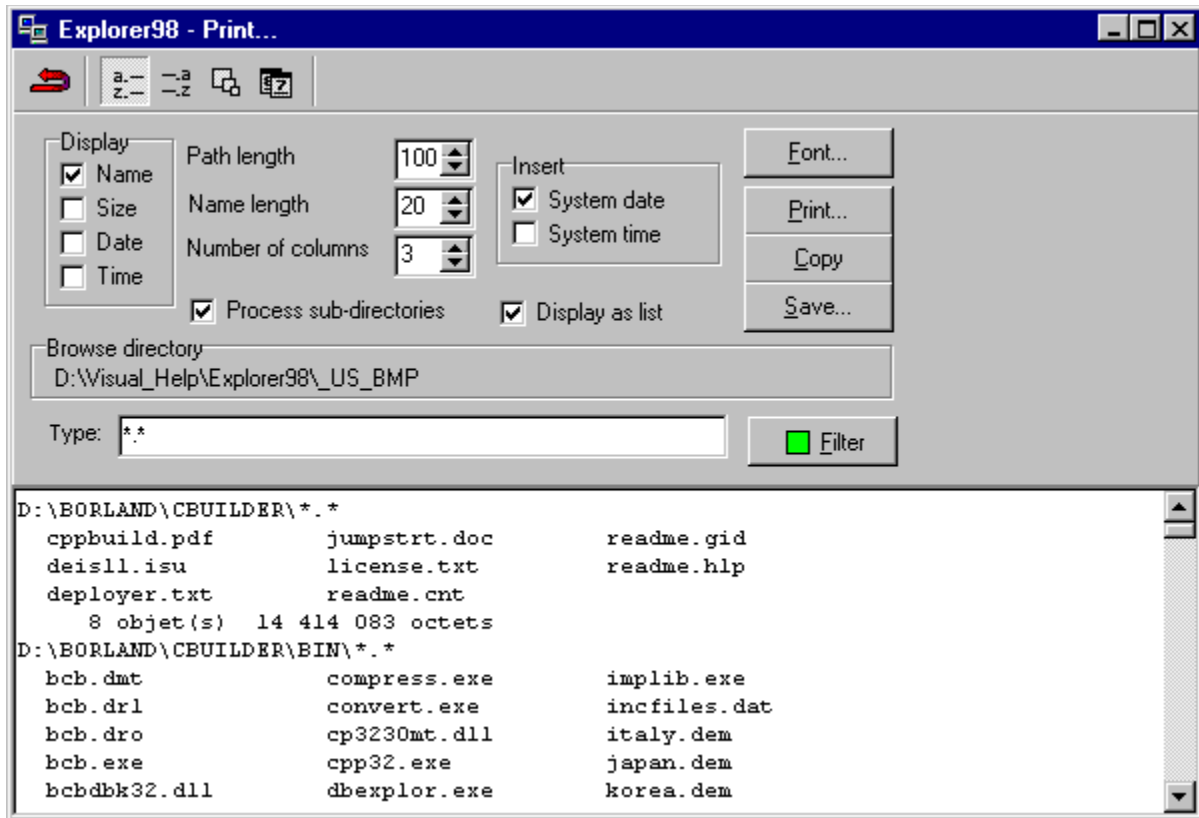 Explorer98 - Print...
a.—
z.—
—.a
—.z
Display
Name
Size
Date
Time
Path length 100
Name length 20
Number of columns 3
Process sub-directories
Insert
System date
System time
Display as list
Font...
Print...
Copy
Save...
Browse directory
D:\Visual_Help\Explorer98\_US_BMP
Type: *.*
Filter
D:\BORLAND\CBUILDER\*.*
cppbuild.pdf jumpstrt.doc readme.gid
deisl1.isu license.txt readme.hlp
deployer.txt readme.cnt
8 objet(s) 14 414 083 octets
D:\BORLAND\CBUILDER\BIN\*.*
bcb.dmt compress.exe implib.exe
bcb.drl convert.exe incfiles.dat
bcb.dro cp3230mt.dll italy.dem
bcb.exe cpp32.exe japan.dem
bcbdbk32.dll dbexplor.exe korea.dem